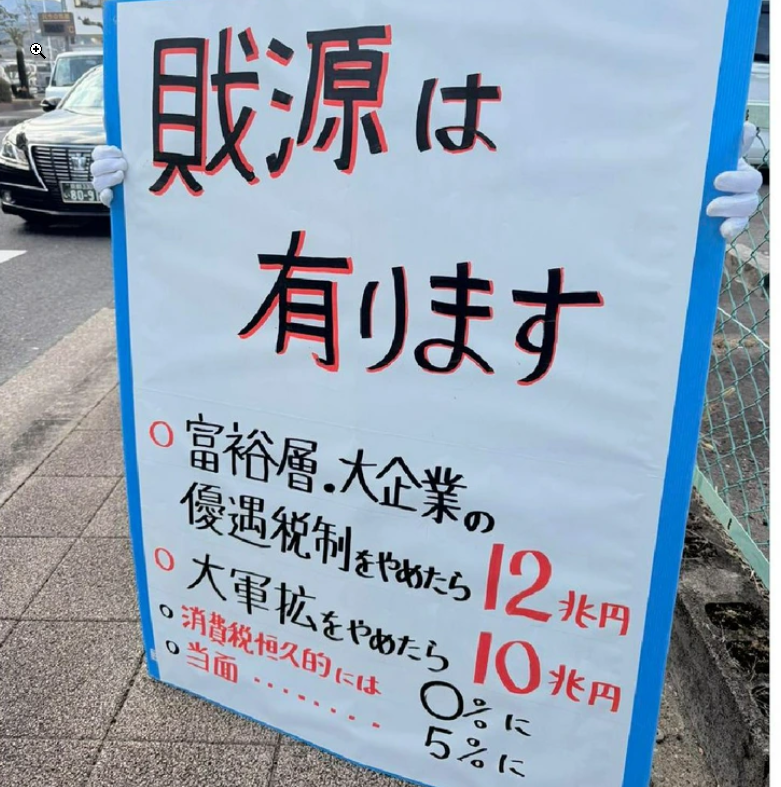 財源は
有ります
○富裕層・大企業の
優遇税制をやめたら12兆円
○大軍拡をやめたら10兆円
○消費税恒久的には0%に
○当面・・・・・・・・5%に